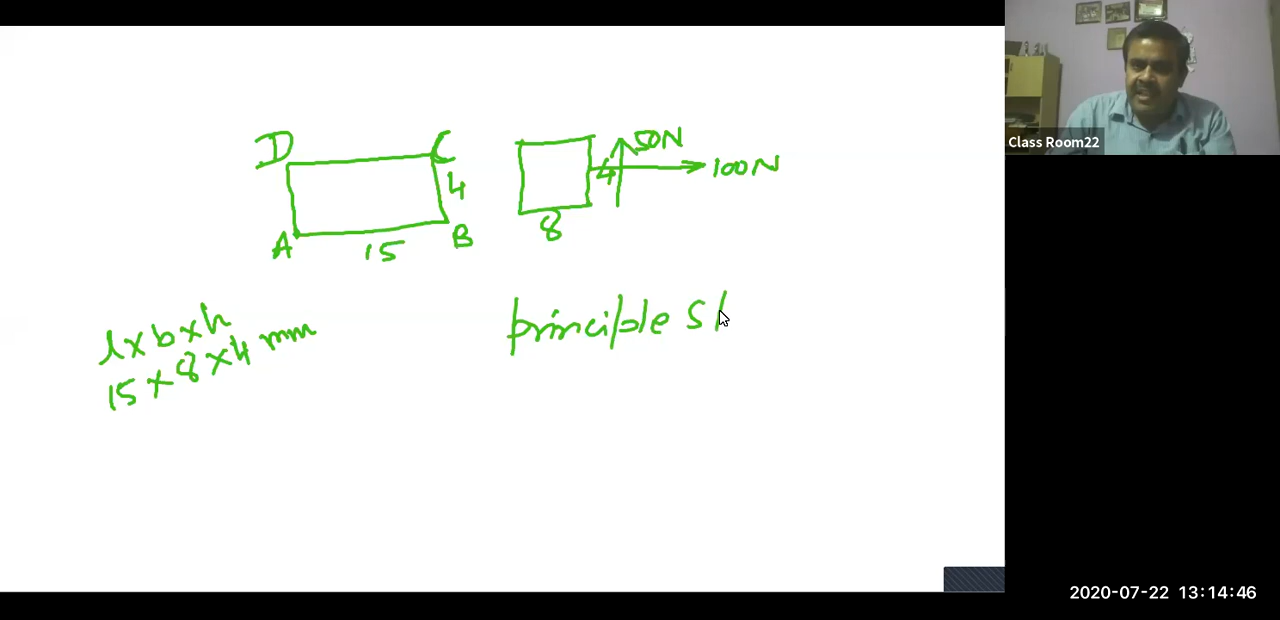 D C
4
A 15 B
50N
4 100N
8
l x b x h
15 x 8 x 4 mm
principle s
Class Room22
2020-07-22 13:14:46